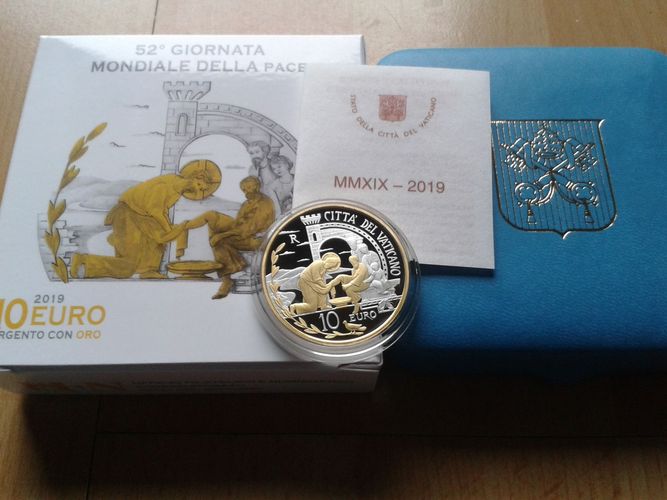 52° GIORNATA
MONDIALE DELLA PACE
2019
10 EURO
ARGENTO CON ORO
STATO DELLA CITTÀ DEL VATICANO
MMXIX – 2019
CITTA' DEL VATICANO
R
10 EURO